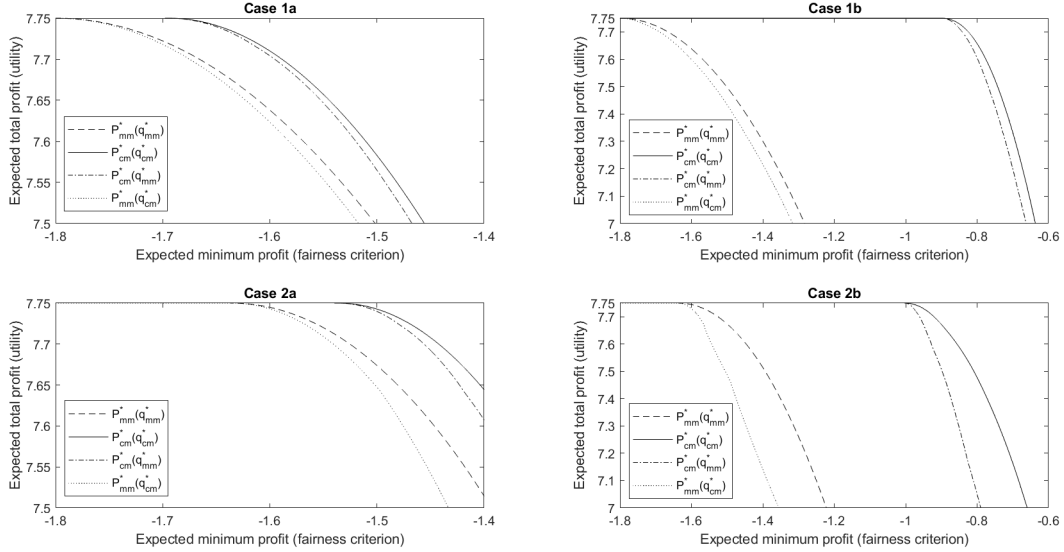 Case 1a
Expected total profit (utility)
7.75
7.7
7.65
7.6
7.55
7.5
P*mm(q*mm)
P*cm(q*cm)
P*cm(q*mm)
P*mm(q*cm)
-1.8 -1.7 -1.6 -1.5 -1.4
Expected minimum profit (fairness criterion)
Case 1b
Expected total profit (utility)
7.75
7.6
7.5
7.4
7.3
7.2
7.1
7
P*mm(q*mm)
P*cm(q*cm)
P*cm(q*mm)
P*mm(q*cm)
-1.8 -1.6 -1.4 -1.2 -1 -0.8 -0.6
Expected minimum profit (fairness criterion)
Case 2a
Expected total profit (utility)
7.75
7.7
7.65
7.6
7.55
7.5
P*mm(q*mm)
P*cm(q*cm)
P*cm(q*mm)
P*mm(q*cm)
-1.8 -1.7 -1.6 -1.5 -1.4
Expected minimum profit (fairness criterion)
Case 2b
Expected total profit (utility)
7.75
7.6
7.5
7.4
7.3
7.2
7.1
7
P*mm(q*mm)
P*cm(q*cm)
P*cm(q*mm)
P*mm(q*cm)
-1.8 -1.6 -1.4 -1.2 -1 -0.8 -0.6
Expected minimum profit (fairness criterion)